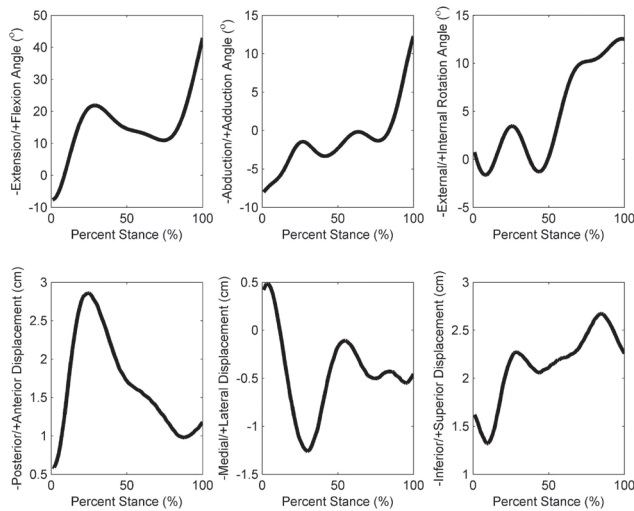 -Extension/+Flexion Angle (°)
50
40
30
20
10
0
-10
0 50 100
Percent Stance (%)
-Abduction/+Adduction Angle (°)
15
10
5
0
-5
-10
0 50 100
Percent Stance (%)
-External/+Internal Rotation Angle (°)
15
10
5
0
-5
0 50 100
Percent Stance (%)
-Posterior/+Anterior Displacement (cm)
3
2.5
2
1.5
1
0.5
0 50 100
Percent Stance (%)
-Medial/+Lateral Displacement (cm)
0.5
0
-0.5
-1
-1.5
0 50 100
Percent Stance (%)
-Inferior/+Superior Displacement (cm)
3
2.5
2
1.5
1
0 50 100
Percent Stance (%)